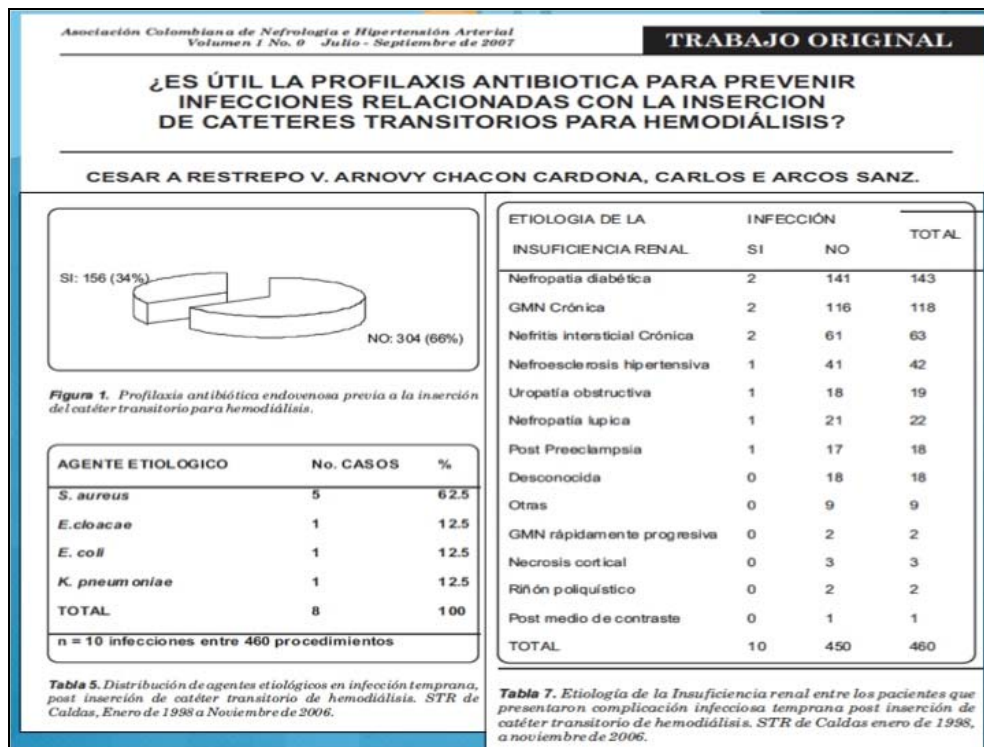 Asociación Colombiana de Nefrología e Hipertensión Arterial
Volumen 1 No. 0 Julio - Septiembre de 2007
TRABAJO ORIGINAL
¿ES ÚTIL LA PROFILAXIS ANTIBIOTICA PARA PREVENIR
INFECCIONES RELACIONADAS CON LA INSERCION
DE CATETERES TRANSITORIOS PARA HEMODIÁLISIS?
CESAR A RESTREPO V. ARNOVY CHACON CARDONA, CARLOS E ARCOS SANZ.
SI: 156 (34%)
NO: 304 (66%)
Figura 1. Profilaxis antibiótica endovenosa previa a la inserción
del catéter transitorio para hemodiálisis.
AGENTE ETIOLOGICO No. CASOS %
S. aureus 5 62.5
E.cloacae 1 12.5
E. coli 1 12.5
K. pneumoniae 1 12.5
TOTAL 8 100
n = 10 infecciones entre 460 procedimientos
Tabla 5. Distribución de agentes etiológicos en infección temprana,
post inserción de catéter transitorio de hemodiálisis. STR de
Caldas, Enero de 1998 a Noviembre de 2006.
ETIOLOGIA DE LA INFECCIÓN
TOTAL
INSUFICIENCIA RENAL SI NO
Nefropatia diabética 2 141 143
GMN Crónica 2 116 118
Nefritis intersticial Crónica 2 61 63
Nefroesclerosis hipertensiva 1 41 42
Uropatía obstructiva 1 18 19
Nefropatía lupica 1 21 22
Post Preeclampsia 1 17 18
Desconocida 0 18 18
Otras 0 9 9
GMN rápidamente progresiva 0 2 2
Necrosis cortical 0 3 3
Riñón poliquístico 0 2 2
Post medio de contraste 0 1 1
TOTAL 10 450 460
Tabla 7. Etiología de la Insuficiencia renal entre los pacientes que
presentaron complicación infecciosa temprana post inserción de
catéter transitorio de hemodiálisis. STR de Caldas enero de 1998,
a noviembre de 2006.